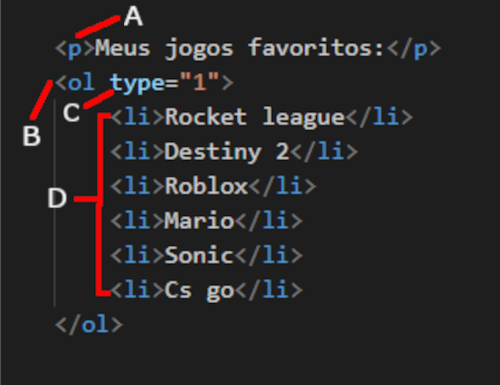 A
<p>Meus jogos favoritos:</p>
<ol type="1">
B
C
<li>Rocket league</li>
<li>Destiny 2</li>
D
<li>Roblox</li>
<li>Mario</li>
<li>Sonic</li>
<li>Cs go</li>
</ol>